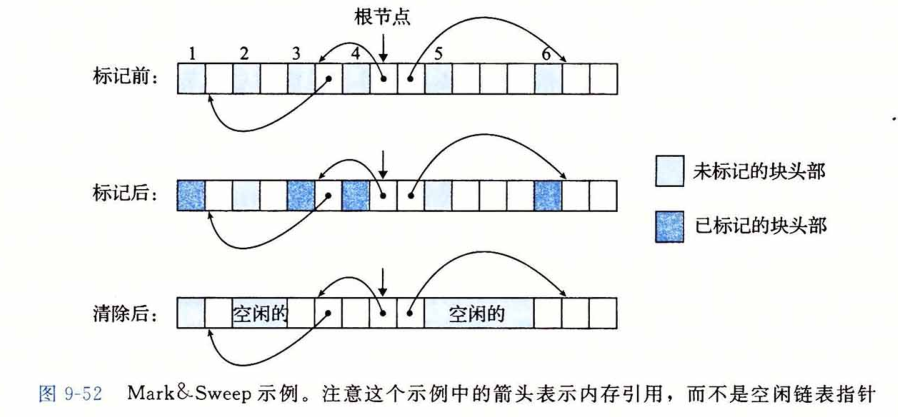 根节点
1 2 3 4 5 6
标记前:
标记后:
未标记的块头部
已标记的块头部
清除后:
空闲的 空闲的
图 9-52 Mark&Sweep 示例。注意这个示例中的箭头表示内存引用，而不是空闲链表指针